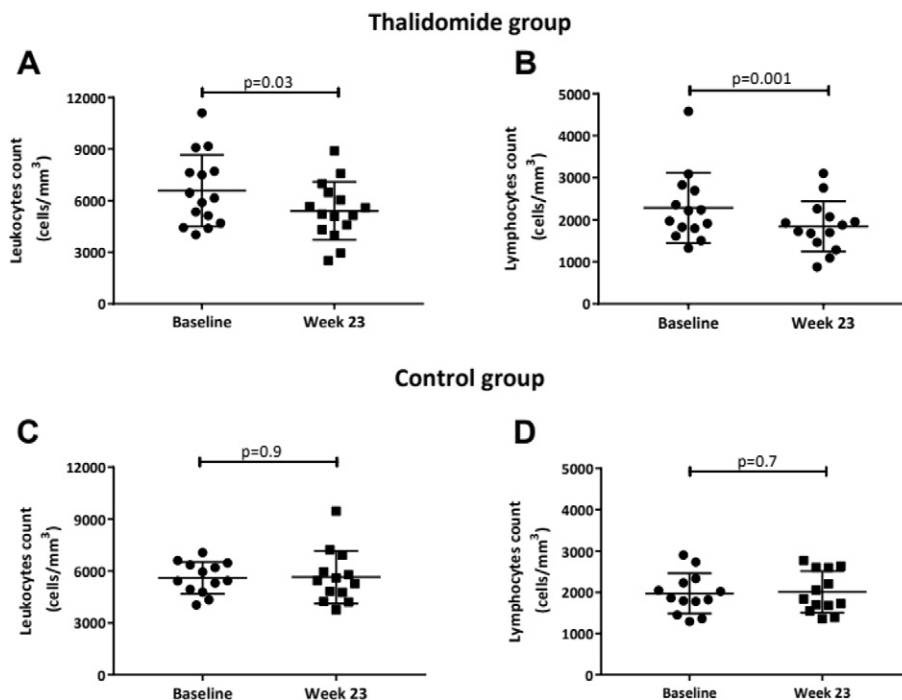 Thalidomide group
A
p=0.03
12000
9000
6000
3000
0
Leukocytes count
(cells/mm³)
Baseline
Week 23
B
p=0.001
5000
4000
3000
2000
1000
0
Lymphocytes count
(cells/mm³)
Baseline
Week 23
Control group
C
p=0.9
12000
9000
6000
3000
0
Leukocytes count
(cells/mm³)
Baseline
Week 23
D
p=0.7
5000
4000
3000
2000
1000
0
Lymphocytes count
(cells/mm³)
Baseline
Week 23